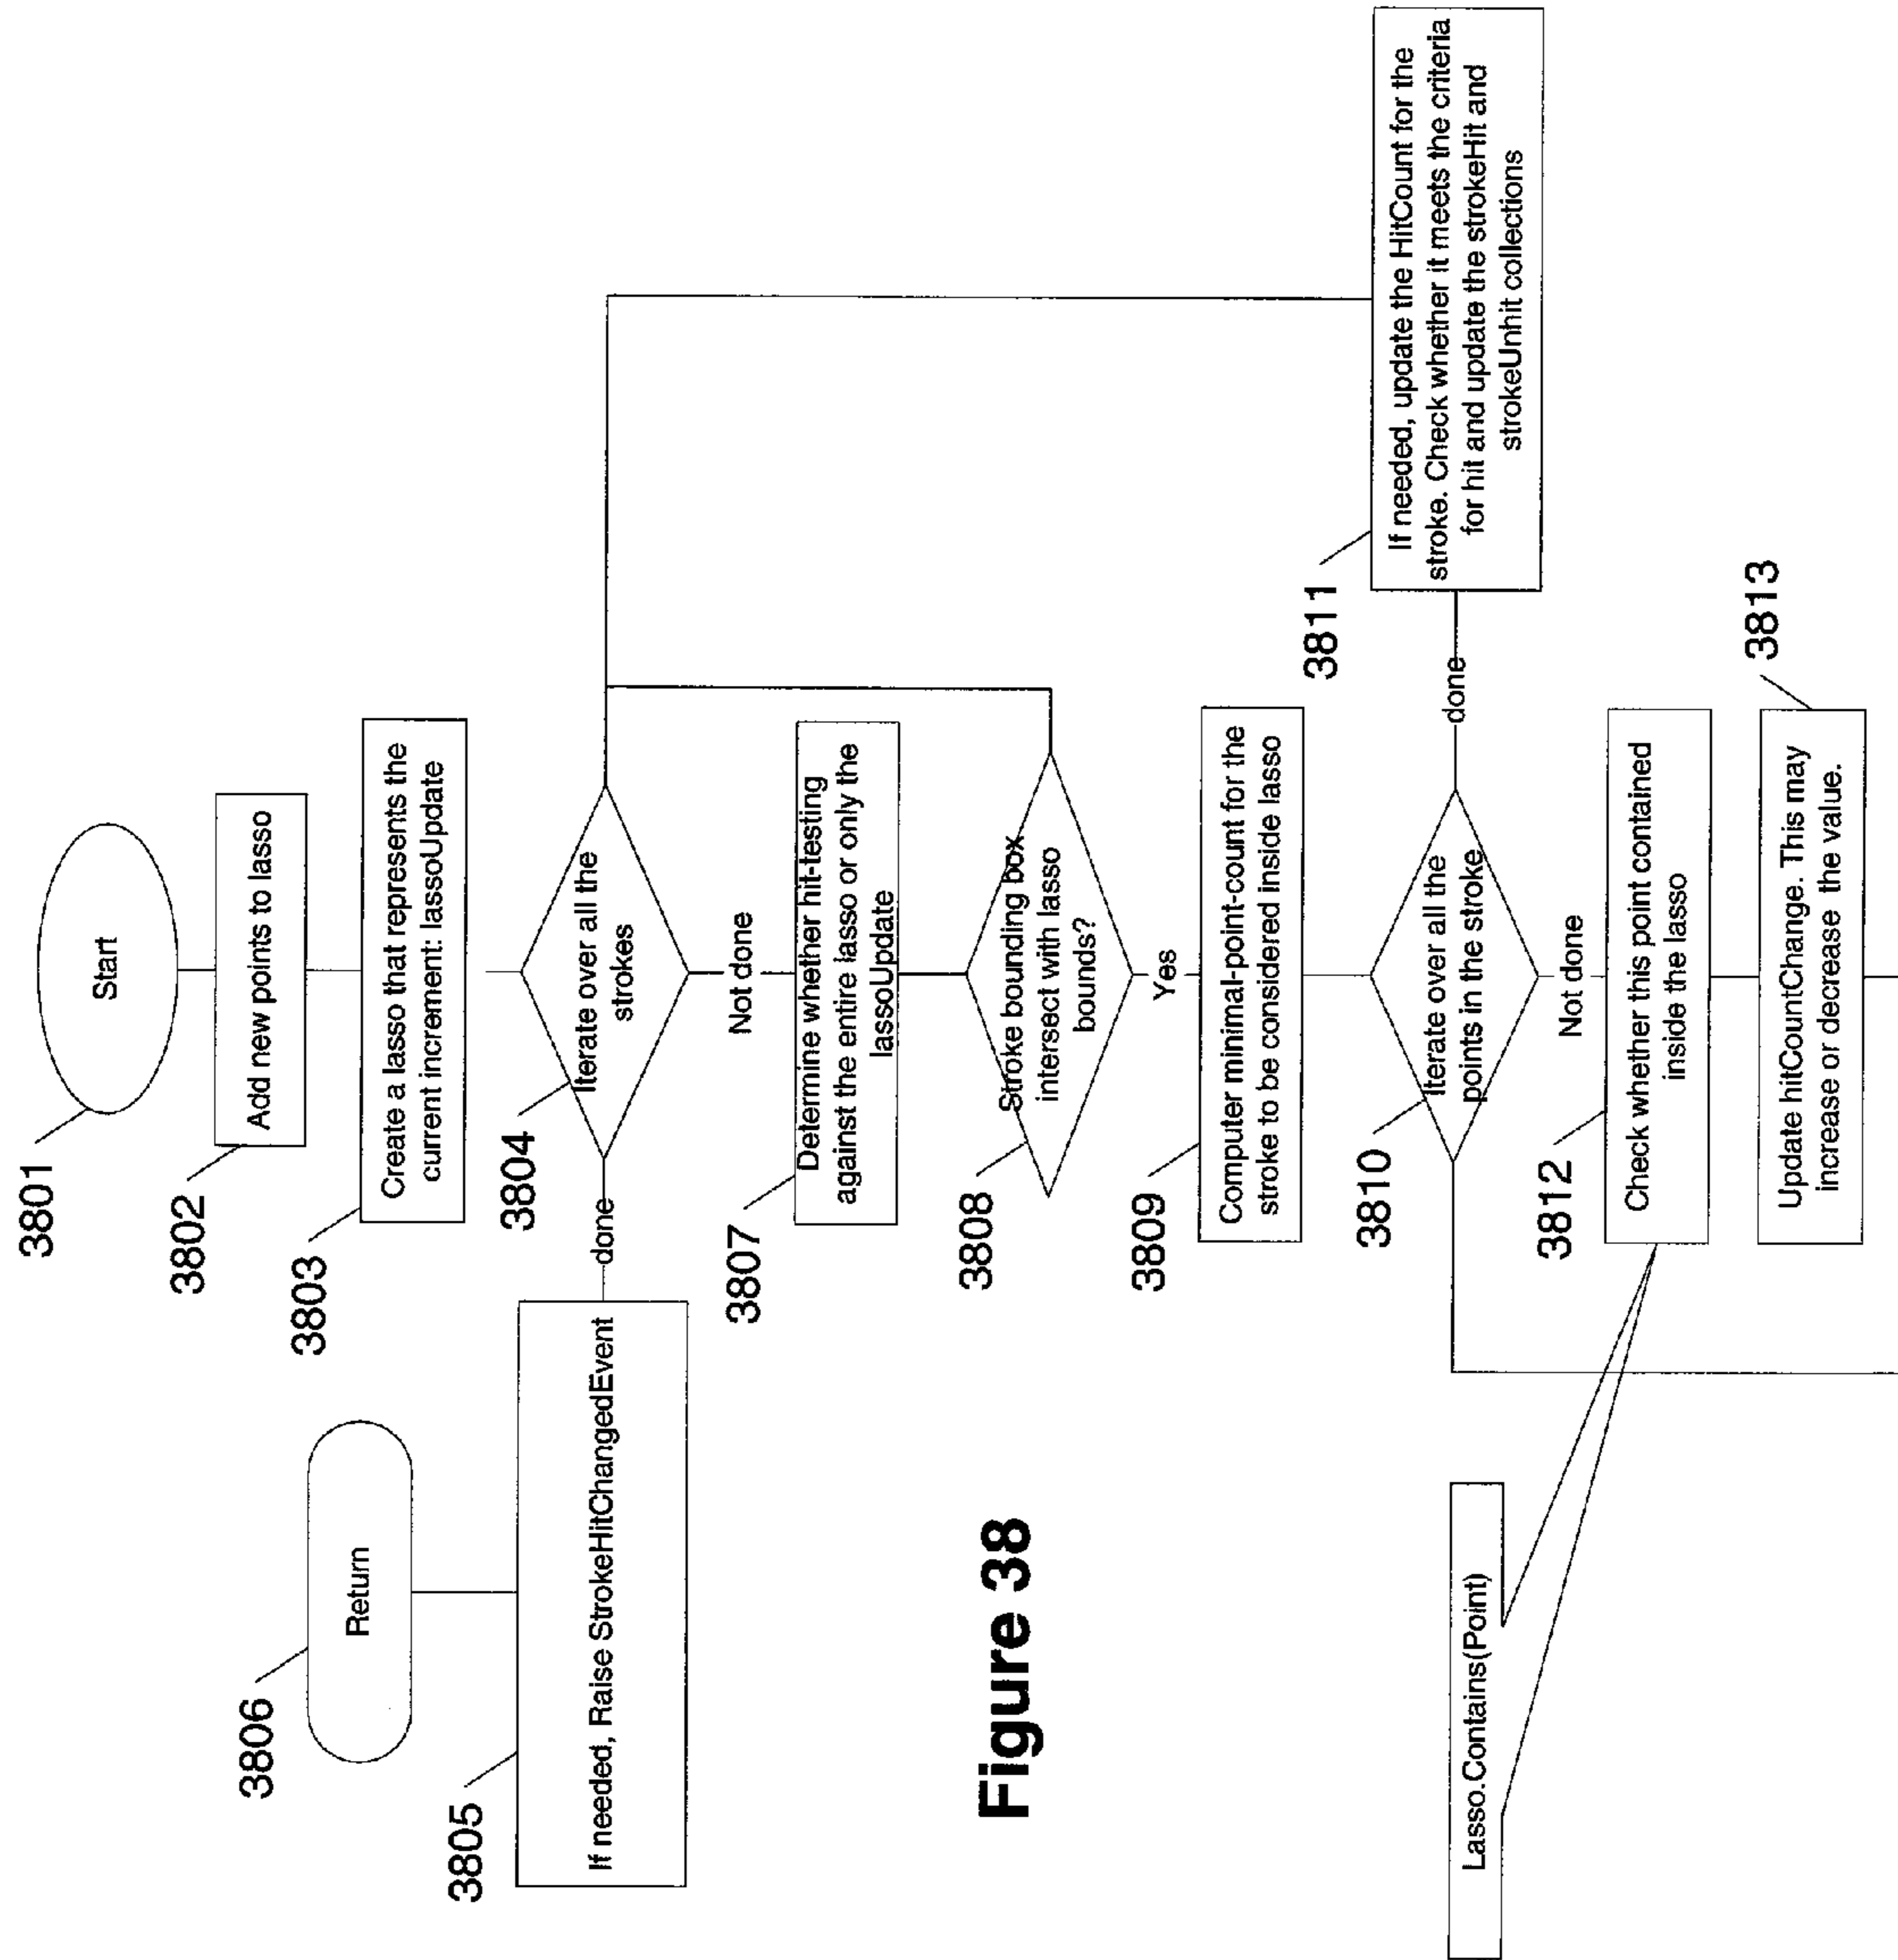 3801
Start
3802
Add new points to lasso
3803
Create a lasso that represents the
current increment: lassoUpdate
3804
Iterate over all the
strokes
done
3805
If needed, Raise StrokeHitChangedEvent
3806
Return
Not done
3807
Determine whether hit-testing
against the entire lasso or only the
lassoUpdate
3808
Stroke bounding box
intersect with lasso
bounds?
Yes
3809
Computer minimal-point-count for the
stroke to be considered inside lasso
3810
Iterate over all the
points in the stroke
done
3811
If needed, update the HitCount for the
stroke. Check whether it meets the criteria
for hit and update the strokeHit and
strokeUnhit collections
Not done
3812
Check whether this point contained
inside the lasso
Lasso.Contains(Point)
3813
Update hitCountChange. This may
increase or decrease the value.
Figure 38